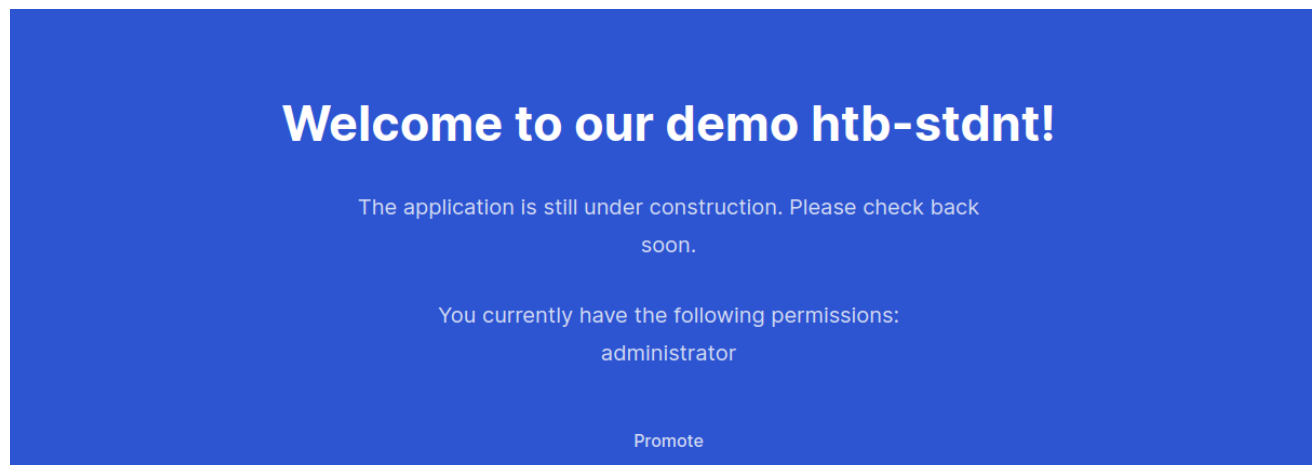 Welcome to our demo htb-stdnt!
The application is still under construction. Please check back
soon.
You currently have the following permissions:
administrator
Promote